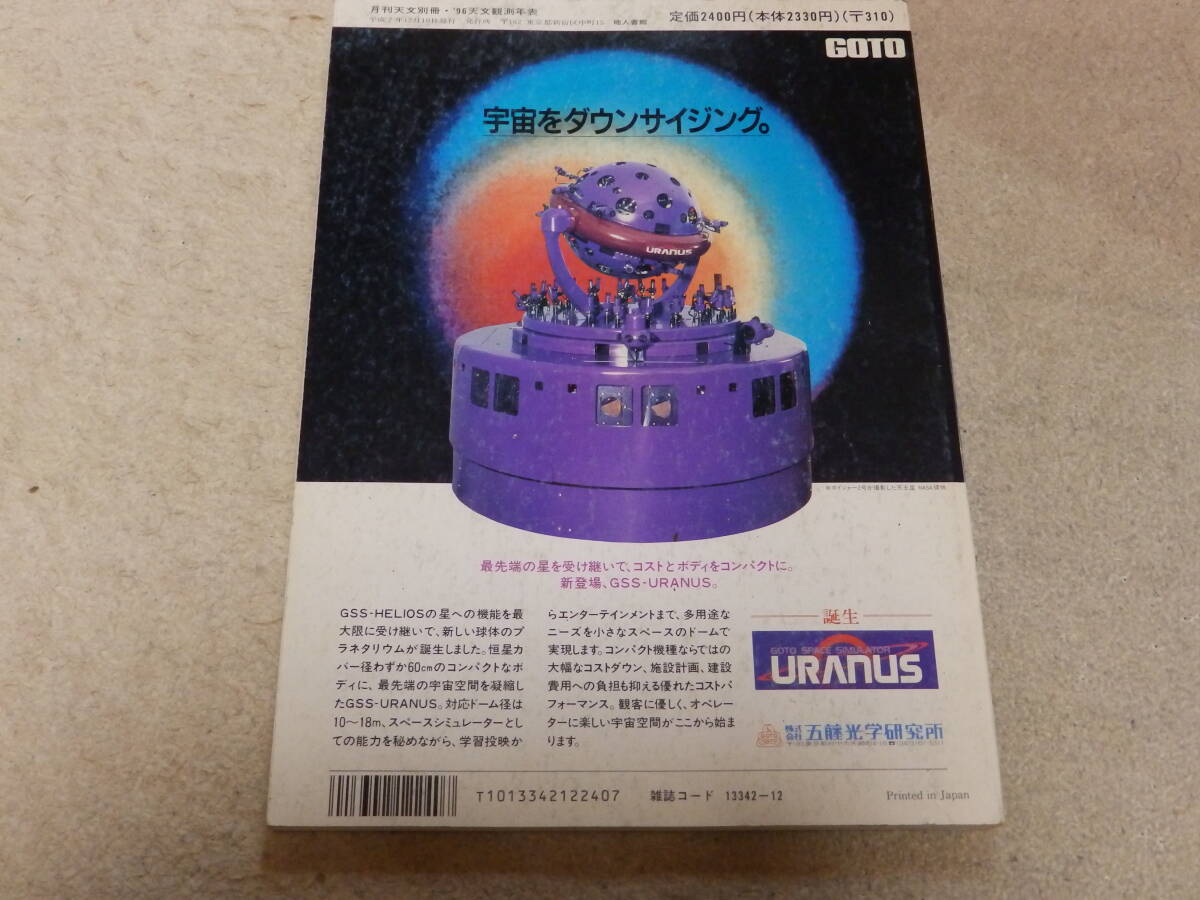 月刊天文別冊・'96天文観測年表
定価2400円(本体2330円)(〒310)
GOTO
宇宙をダウンサイジング。
URANUS
最先端の星を受け継いで、コストとボディをコンパクトに。
新登場、GSS-URANUS。
GSS-HELIOSの星への機能を最
大限に受け継いで、新しい球体のプ
ラネタリウムが誕生しました。恒星カ
バー径わずか60cmのコンパクトなボ
ディに、最先端の宇宙空間を凝縮し
たGSS-URANUS。対応ドーム径は
10〜18m、スペースシミュレーターとし
ての能力を秘めながら、学習投映か
らエンターテインメントまで、多用途な
ニーズを小さなスペースのドームで
実現します。コンパクト機種ならではの
大幅なコストダウン、施設計画、建設
費用への負担も抑える優れたコストパ
フォーマンス。観客に優しく、オペレー
ターに楽しい宇宙空間がここから始ま
ります。
誕生
GOTO SPACE SIMULATOR
URANUS
株式会社 五藤光学研究所
T1013342122407
雑誌コード 13342-12
Printed in Japan